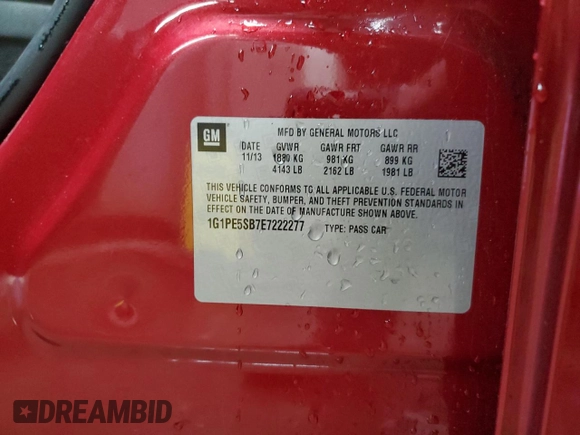 GM
MFD BY GENERAL MOTORS LLC
DATE GVWR GAWR FRT GAWR RR
11/13 1880 KG 981 KG 899 KG
4143 LB 2162 LB 1981 LB
THIS VEHICLE CONFORMS TO ALL APPLICABLE U.S. FEDERAL MOTOR
VEHICLE SAFETY, BUMPER, AND THEFT PREVENTION STANDARDS IN
EFFECT ON THE DATE OF MANUFACTURE SHOWN ABOVE.
1G1PE5SB7E7222277 TYPE: PASS CAR
DREAMBID